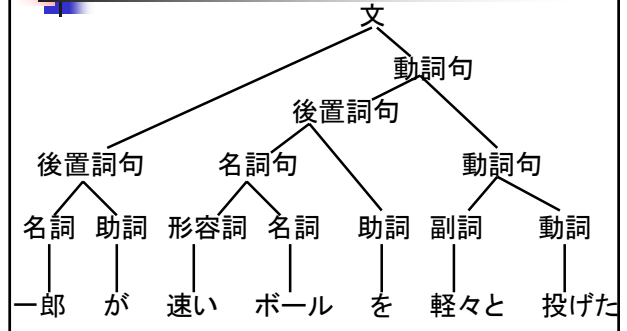 文
動詞句
後置詞句
後置詞句 名詞句 動詞句
名詞 助詞 形容詞 名詞 助詞 副詞 動詞
一郎 が 速い ボール を 軽々と 投げた